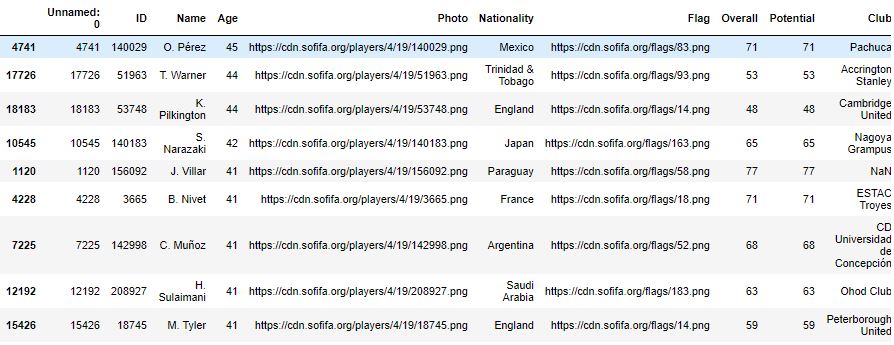 Unnamed: 0 ID Name Age Photo Nationality Flag Overall Potential Club
4741 4741 140029 O. Pérez 45 https://cdn.sofifa.org/players/4/19/140029.png Mexico https://cdn.sofifa.org/flags/83.png 71 71 Pachuca
17726 17726 51963 T. Warner 44 https://cdn.sofifa.org/players/4/19/51963.png Trinidad & Tobago https://cdn.sofifa.org/flags/93.png 53 53 Accrington Stanley
18183 18183 53748 K. Pilkington 44 https://cdn.sofifa.org/players/4/19/53748.png England https://cdn.sofifa.org/flags/14.png 48 48 Cambridge United
10545 10545 140183 S. Narazaki 42 https://cdn.sofifa.org/players/4/19/140183.png Japan https://cdn.sofifa.org/flags/163.png 65 65 Nagoya Grampus
1120 1120 156092 J. Villar 41 https://cdn.sofifa.org/players/4/19/156092.png Paraguay https://cdn.sofifa.org/flags/58.png 77 77 NaN
4228 4228 3665 B. Nivet 41 https://cdn.sofifa.org/players/4/19/3665.png France https://cdn.sofifa.org/flags/18.png 71 71 ESTAC Troyes
7225 7225 142998 C. Muñoz 41 https://cdn.sofifa.org/players/4/19/142998.png Argentina https://cdn.sofifa.org/flags/52.png 68 68 CD Universidad de Concepción
12192 12192 208927 H. Sulaimani 41 https://cdn.sofifa.org/players/4/19/208927.png Saudi Arabia https://cdn.sofifa.org/flags/183.png 63 63 Ohod Club
15426 15426 18745 M. Tyler 41 https://cdn.sofifa.org/players/4/19/18745.png England https://cdn.sofifa.org/flags/14.png 59 59 Peterborough United